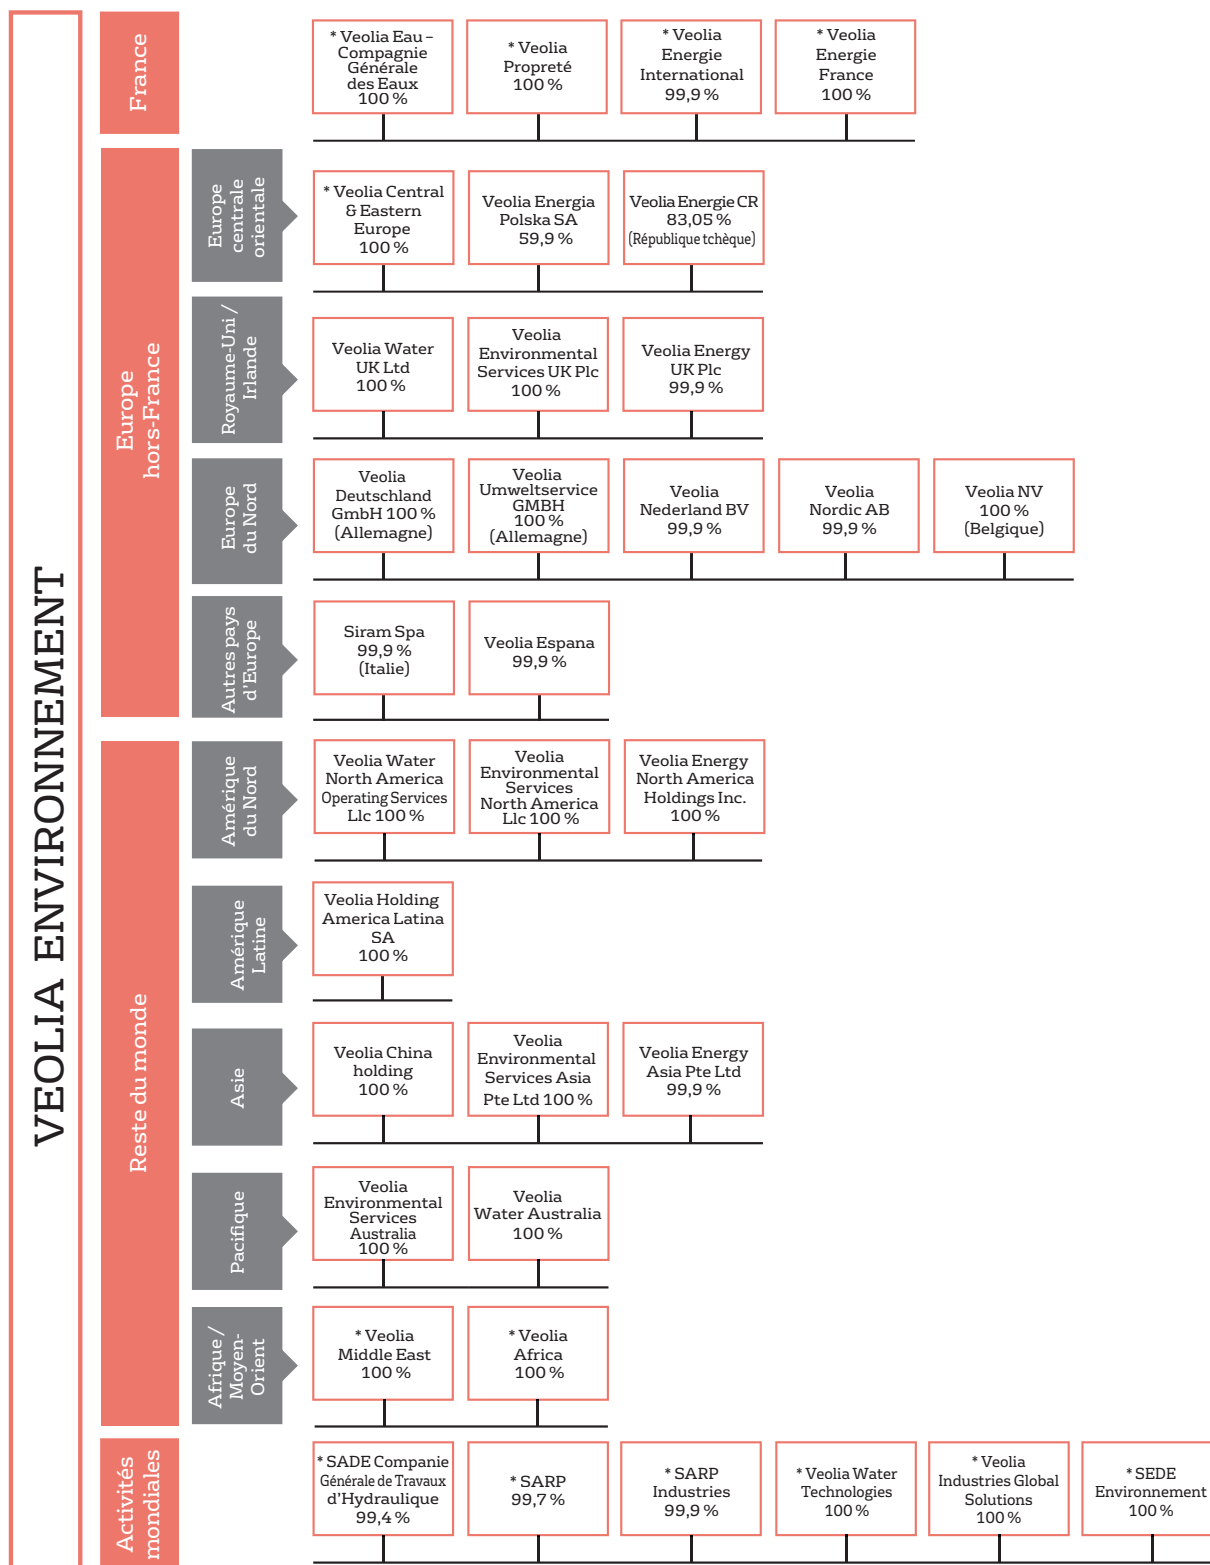 VEOLIA ENVIRONNEMENT
France
* Veolia Eau –
Compagnie
Générale
des Eaux
100 %
* Veolia
Propreté
100 %
* Veolia
Energie
International
99,9 %
* Veolia
Energie
France
100 %
Europe
hors-France
Europe
centrale
orientale
* Veolia Central
& Eastern
Europe
100 %
Veolia Energia
Polska SA
59,9 %
Veolia Energie CR
83,05 %
(République tchèque)
Royaume-Uni /
Irlande
Veolia Water
UK Ltd
100 %
Veolia
Environmental
Services UK Plc
100 %
Veolia Energy
UK Plc
99,9 %
Europe
du Nord
Veolia
Deutschland
GmbH 100 %
(Allemagne)
Veolia
Umweltservice
GMBH
100 %
(Allemagne)
Veolia
Nederland BV
99,9 %
Veolia
Nordic AB
99,9 %
Veolia NV
100 %
(Belgique)
Autres pays
d'Europe
Siram Spa
99,9 %
(Italie)
Veolia Espana
99,9 %
Reste du monde
Amérique
du Nord
Veolia Water
North America
Operating Services
Llc 100 %
Veolia
Environmental
Services
North America
Llc 100 %
Veolia Energy
North America
Holdings Inc.
100 %
Amérique
Latine
Veolia Holding
America Latina
SA
100 %
Asie
Veolia China
holding
100 %
Veolia
Environmental
Services Asia
Pte Ltd 100 %
Veolia Energy
Asia Pte Ltd
99,9 %
Pacifique
Veolia
Environmental
Services
Australia
100 %
Veolia
Water Australia
100 %
Afrique /
Moyen-
Orient
* Veolia
Middle East
100 %
* Veolia
Africa
100 %
Activités
mondiales
* SADE Companie
Générale de Travaux
d'Hydraulique
99,4 %
* SARP
99,7 %
* SARP
Industries
99,9 %
* Veolia Water
Technologies
100 %
* Veolia
Industries Global
Solutions
100 %
* SEDE
Environnement
100 %